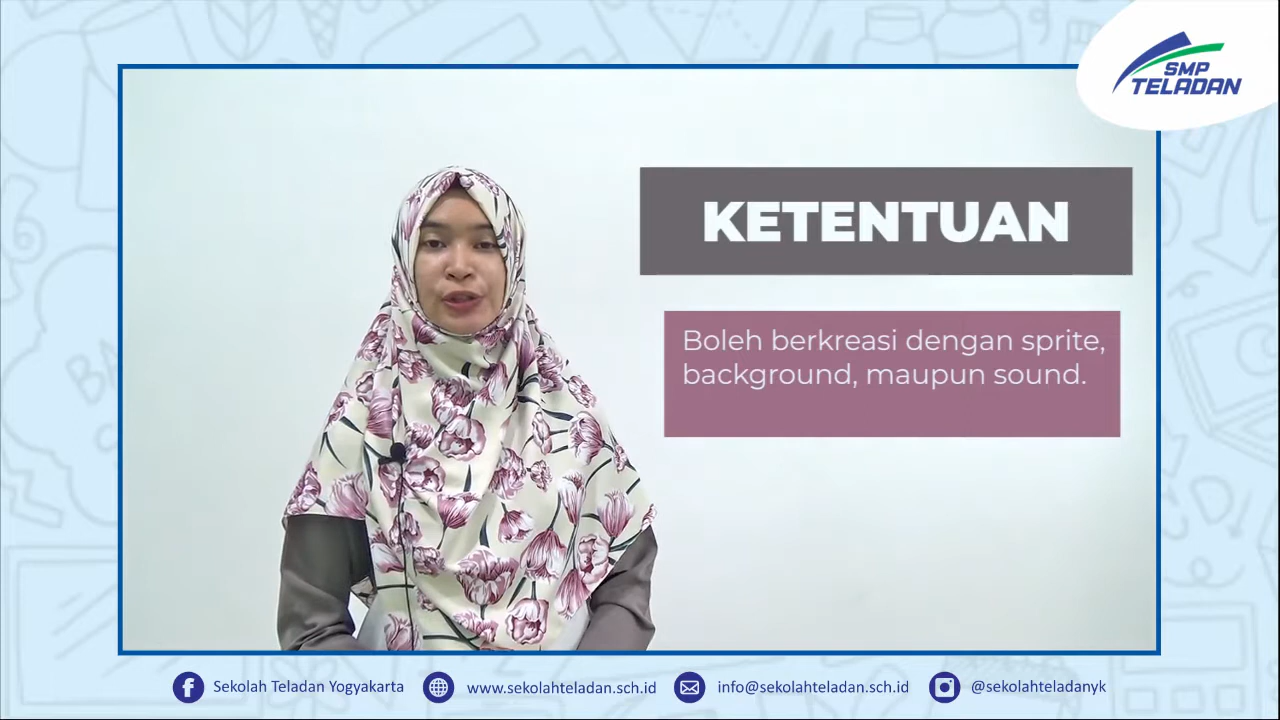 SMP
TELADAN
KETENTUAN
Boleh berkreasi dengan sprite,
background, maupun sound.
Sekolah Teladan Yogyakarta
www.sekolahteladan.sch.id
info@sekolahteladan.sch.id
@sekolahteladanyk